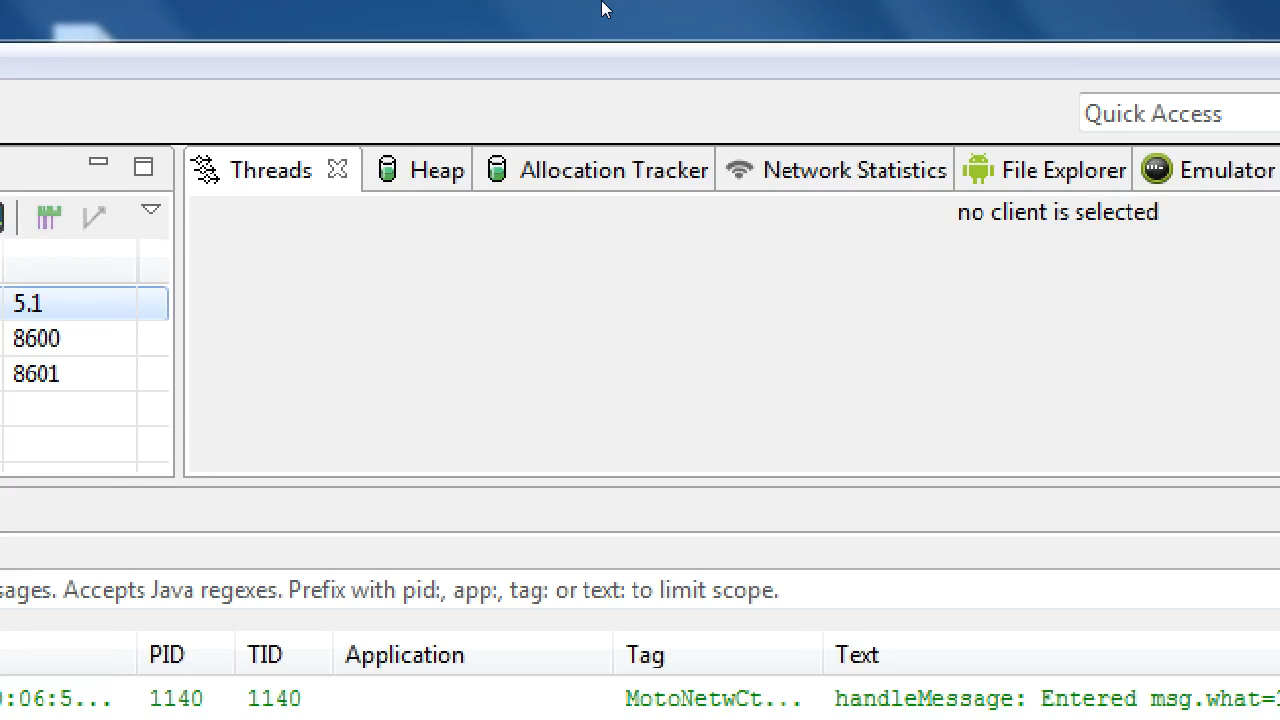 Quick Access
Threads Heap Allocation Tracker Network Statistics File Explorer Emulator
no client is selected
5.1
8600
8601
sages. Accepts Java regexes. Prefix with pid:, app:, tag: or text: to limit scope.
PID TID Application Tag Text
:06:5... 1140 1140 MotoNetwCt... handleMessage: Entered msg.what=